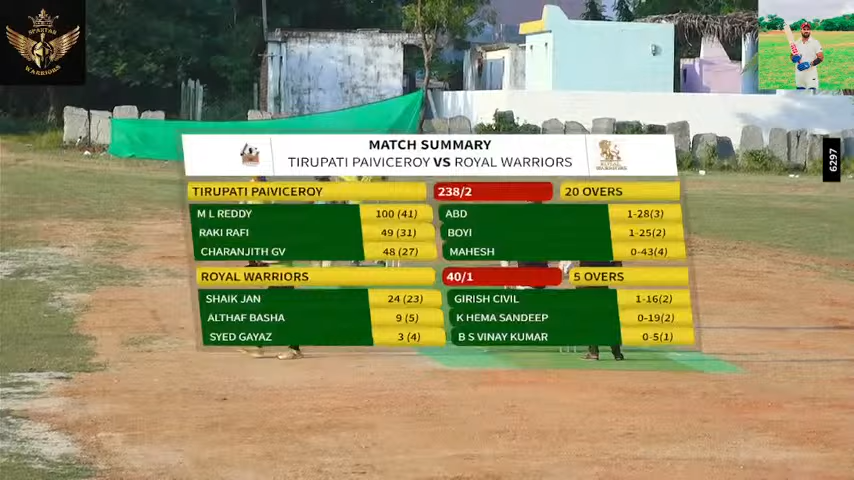 SPARTAN
WARRIORS
MATCH SUMMARY
TIRUPATI PAIVICEROY VS ROYAL WARRIORS
6297
TIRUPATI PAIVICEROY 238/2 20 OVERS
M L REDDY 100 (41) ABD 1-28(3)
RAKI RAFI 49 (31) BOYI 1-25(2)
CHARANJITH GV 48 (27) MAHESH 0-43(4)
ROYAL WARRIORS 40/1 5 OVERS
SHAIK JAN 24 (23) GIRISH CIVIL 1-16(2)
ALTHAF BASHA 9 (5) K HEMA SANDEEP 0-19(2)
SYED GAYAZ 3 (4) B S VINAY KUMAR 0-5(1)